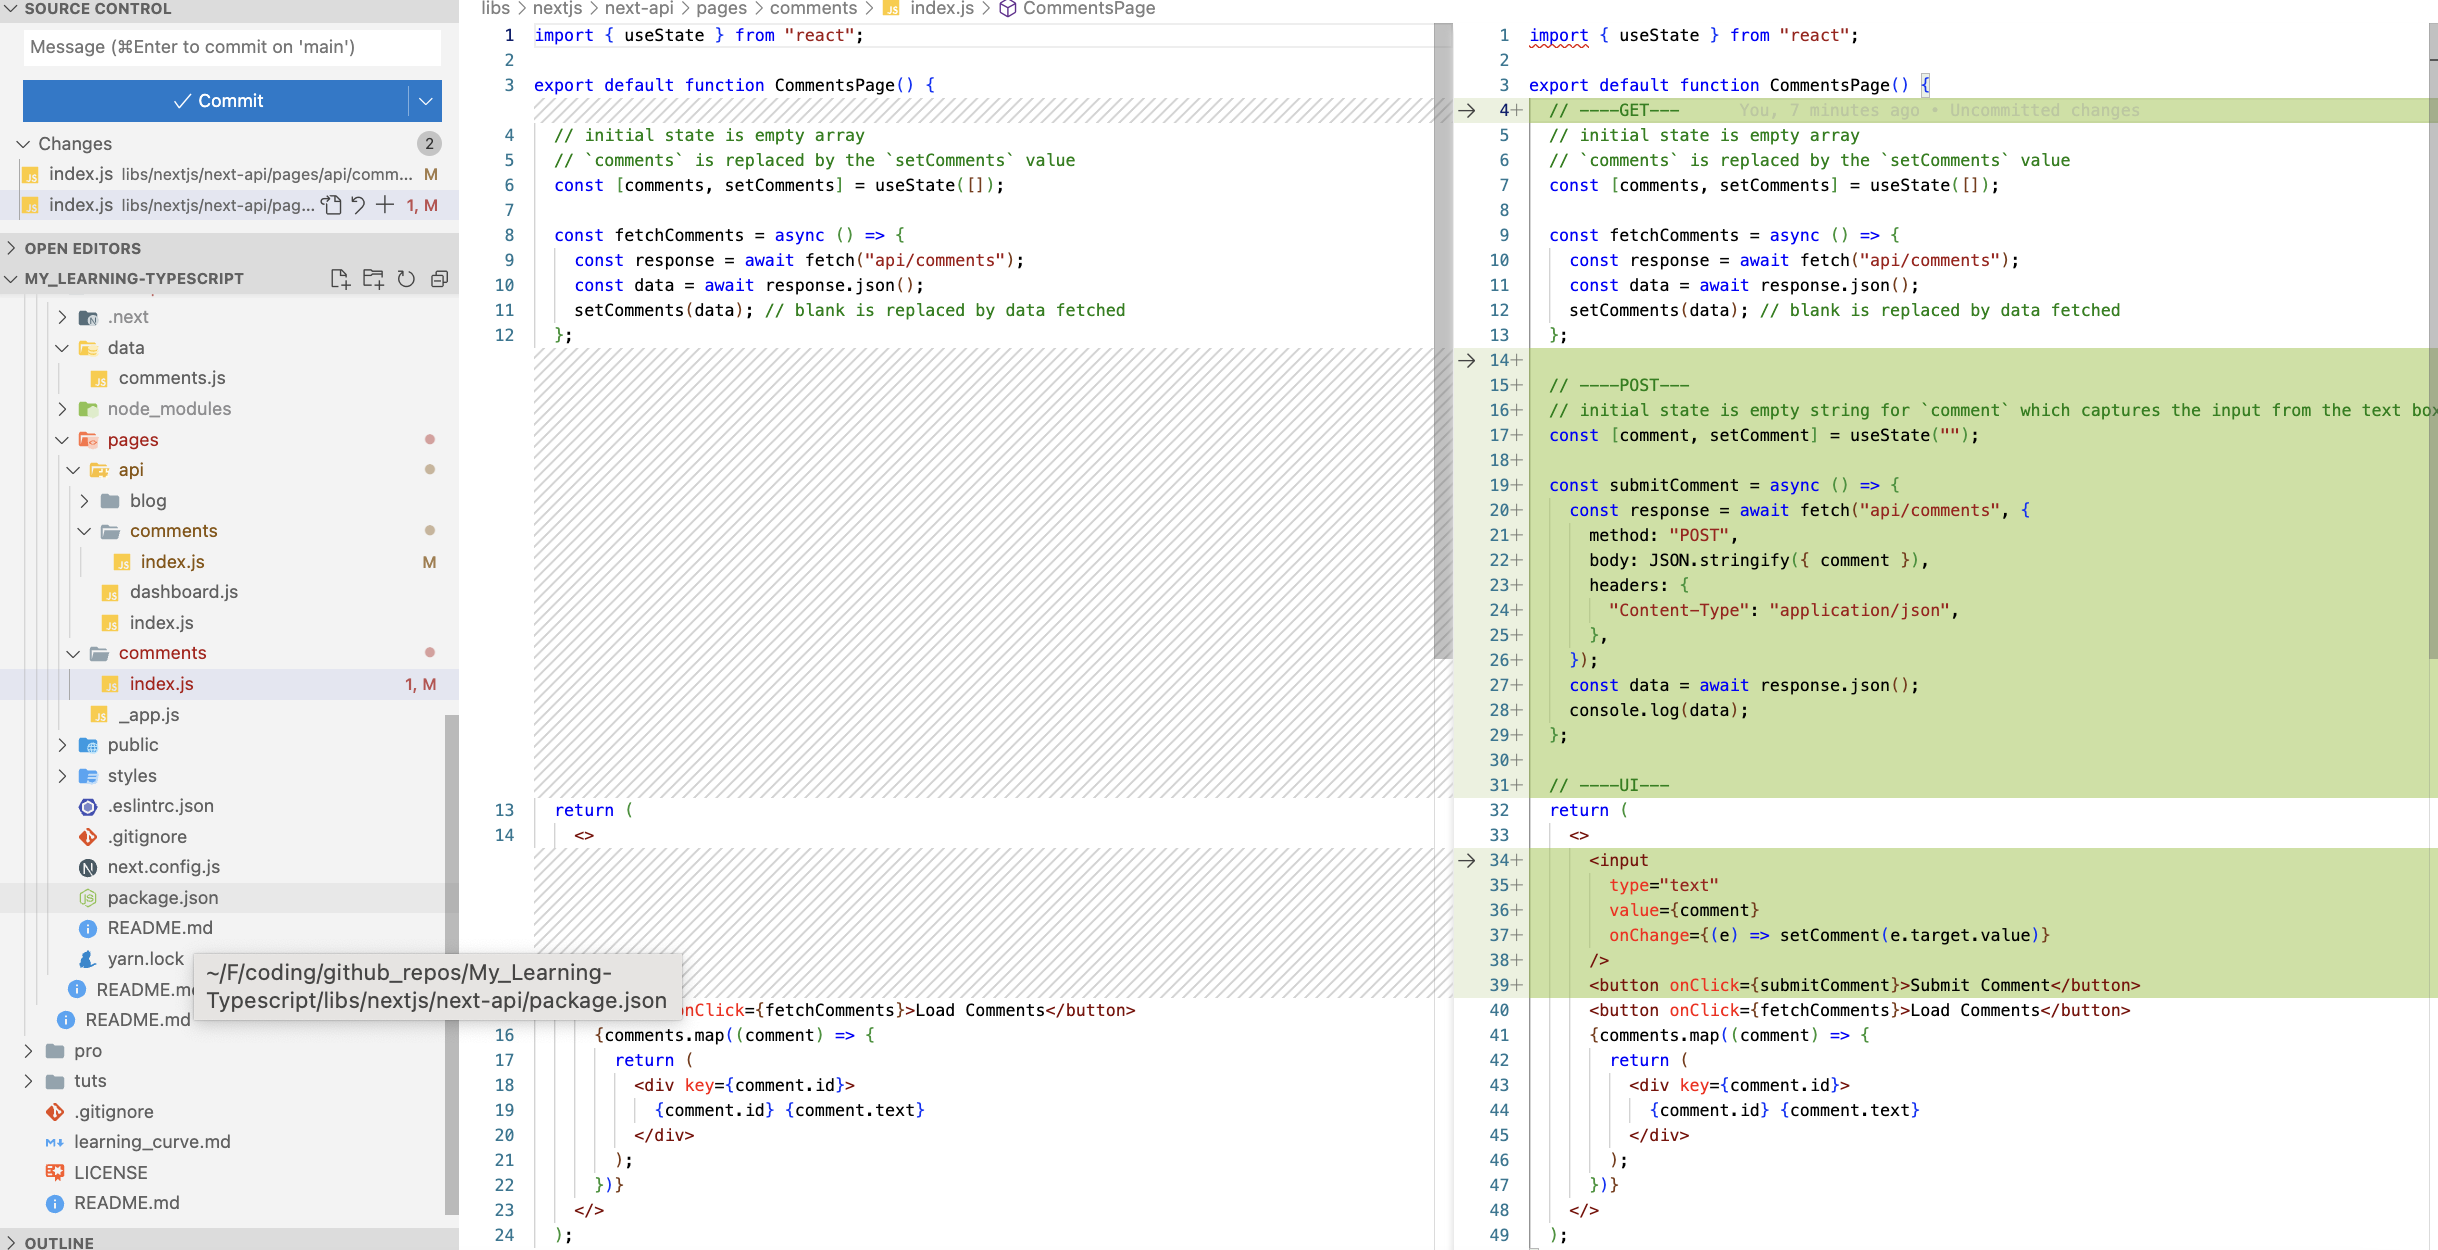 SOURCE CONTROL
Message (⌘Enter to commit on 'main')
Commit
Changes 2
index.js libs/nextjs/next-api/pages/api/comm... M
index.js libs/nextjs/next-api/pag... 1, M
OPEN EDITORS
MY_LEARNING-TYPESCRIPT
.next
data
comments.js
node_modules
pages
api
blog
comments
index.js M
dashboard.js
index.js
comments
index.js 1, M
_app.js
public
styles
.eslintrc.json
.gitignore
next.config.js
package.json
README.md
yarn.lock
README.md
README.md
pro
tuts
.gitignore
learning_curve.md
LICENSE
README.md
OUTLINE
~/F/coding/github_repos/My_Learning-
Typescript/libs/nextjs/next-api/package.json
libs > nextjs > next-api > pages > comments > index.js > CommentsPage
1 import { useState } from "react";
2
3 export default function CommentsPage() {
4 // initial state is empty array
5 // `comments` is replaced by the `setComments` value
6 const [comments, setComments] = useState([]);
7
8 const fetchComments = async () => {
9 const response = await fetch("api/comments");
10 const data = await response.json();
11 setComments(data); // blank is replaced by data fetched
12 };
13 return (
14 <>
onClick={fetchComments}>Load Comments</button>
16 {comments.map((comment) => {
17 return (
18 <div key={comment.id}>
19 {comment.id} {comment.text}
20 </div>
21 );
22 })}
23 </>
24 );
1 import { useState } from "react";
2
3 export default function CommentsPage() {
4+ // ----GET--- You, 7 minutes ago • Uncommitted changes
5 // initial state is empty array
6 // `comments` is replaced by the `setComments` value
7 const [comments, setComments] = useState([]);
8
9 const fetchComments = async () => {
10 const response = await fetch("api/comments");
11 const data = await response.json();
12 setComments(data); // blank is replaced by data fetched
13 };
14+
15+ // ----POST---
16+ // initial state is empty string for `comment` which captures the input from the text box
17+ const [comment, setComment] = useState("");
18+
19+ const submitComment = async () => {
20+ const response = await fetch("api/comments", {
21+ method: "POST",
22+ body: JSON.stringify({ comment }),
23+ headers: {
24+ "Content-Type": "application/json",
25+ },
26+ });
27+ const data = await response.json();
28+ console.log(data);
29+ };
30+
31+ // ----UI---
32 return (
33 <>
34+ <input
35+ type="text"
36+ value={comment}
37+ onChange={(e) => setComment(e.target.value)}
38+ />
39+ <button onClick={submitComment}>Submit Comment</button>
40 <button onClick={fetchComments}>Load Comments</button>
41 {comments.map((comment) => {
42 return (
43 <div key={comment.id}>
44 {comment.id} {comment.text}
45 </div>
46 );
47 })}
48 </>
49 );